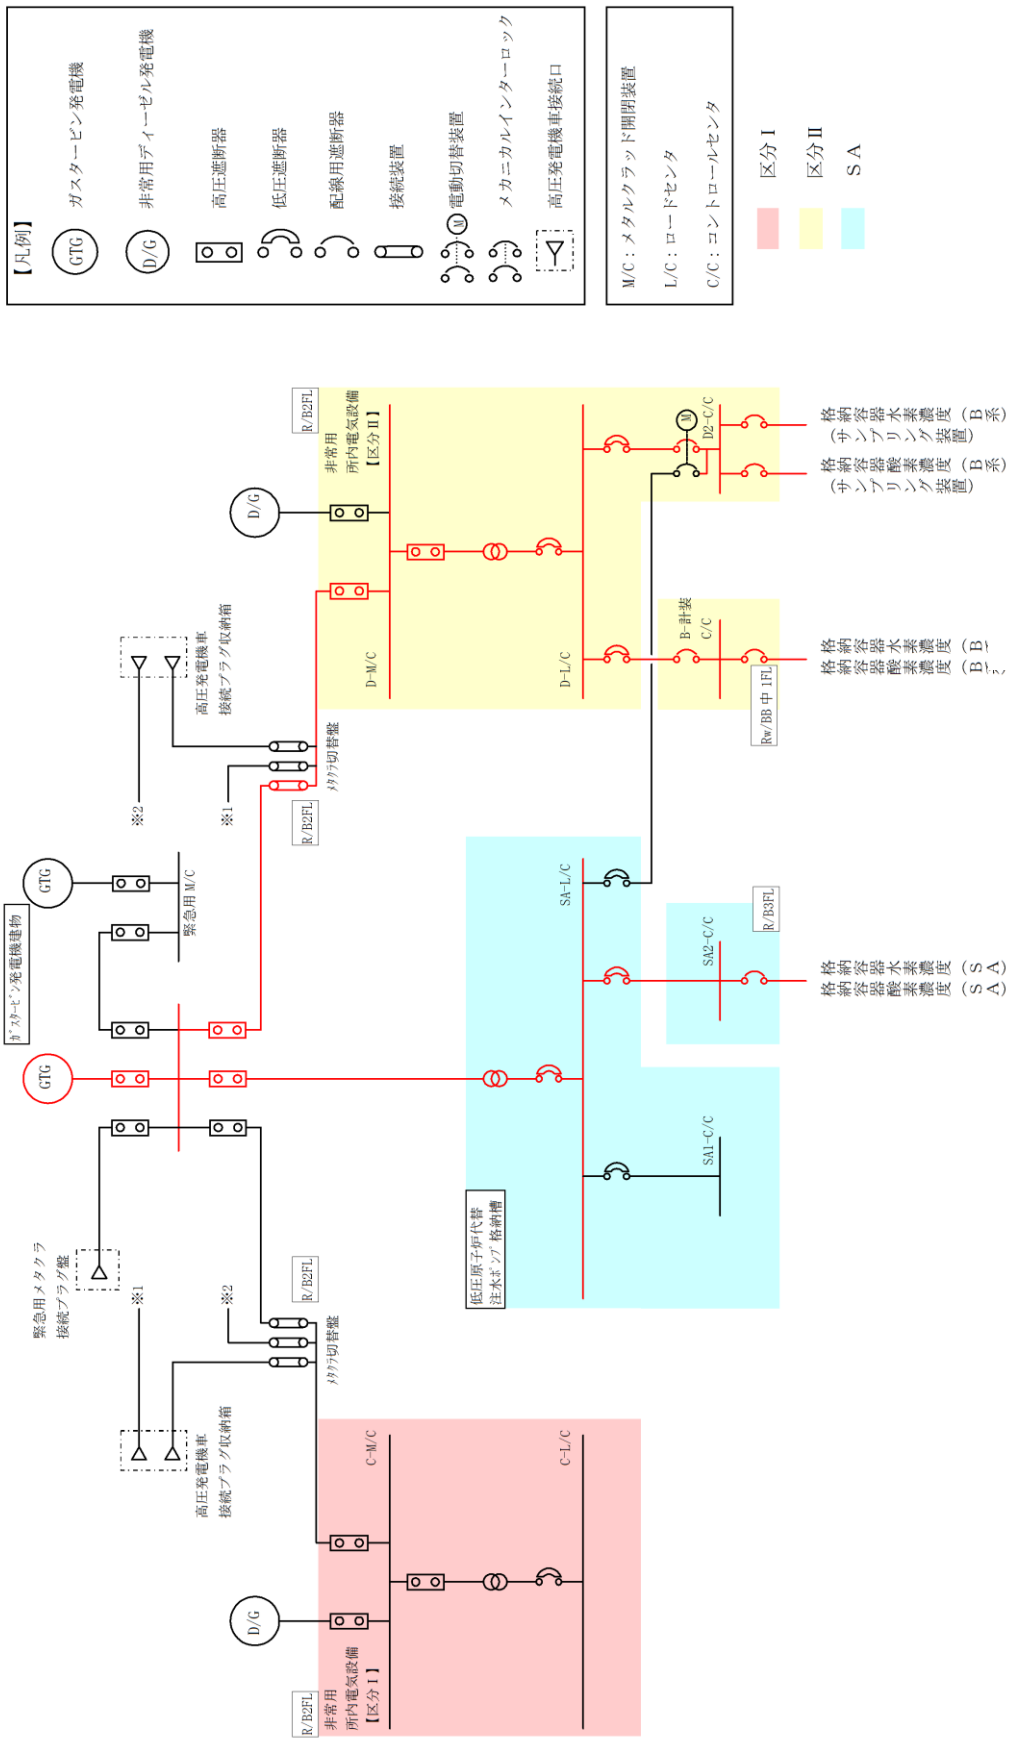 【凡例】
GTG
ガスタービン発電機
D/G
非常用ディーゼル発電機
高圧遮断器
低圧遮断器
配線用遮断器
接続装置
M
電動切替装置
メカニカルインターロック
高圧発電機車接続口
M/C：メタルクラッド開閉装置
L/C：ロードセンタ
C/C：コントロールセンタ
区分Ⅰ
区分Ⅱ
ＳＡ
ガスタービン発電機建物
GTG
GTG
緊急用M/C
緊急用メタクラ
接続プラグ盤
高圧発電機車
接続プラグ収納箱
※1
※2
R/B2FL
メタクラ切替盤
高圧発電機車
接続プラグ収納箱
※2
※1
R/B2FL
メタクラ切替盤
D/G
R/B2FL
非常用
所内電気設備
【区分Ⅰ】
C-M/C
C-L/C
低圧原子炉代替
注水ポンプ格納槽
SA-L/C
SA1-C/C
SA2-C/C
R/B3FL
格納容器水素濃度（ＳＡ）
格納容器酸素濃度（ＳＡ）
D/G
R/B2FL
非常用
所内電気設備
【区分Ⅱ】
D-M/C
D-L/C
B-計装
C/C
Rw/BB 中 1FL
格納容器水素濃度（Ｂ
格納容器酸素濃度（Ｂ
M
D2-C/C
格納容器水素濃度（Ｂ系）
（サンプリング装置）
格納容器酸素濃度（Ｂ系）
（サンプリング装置）